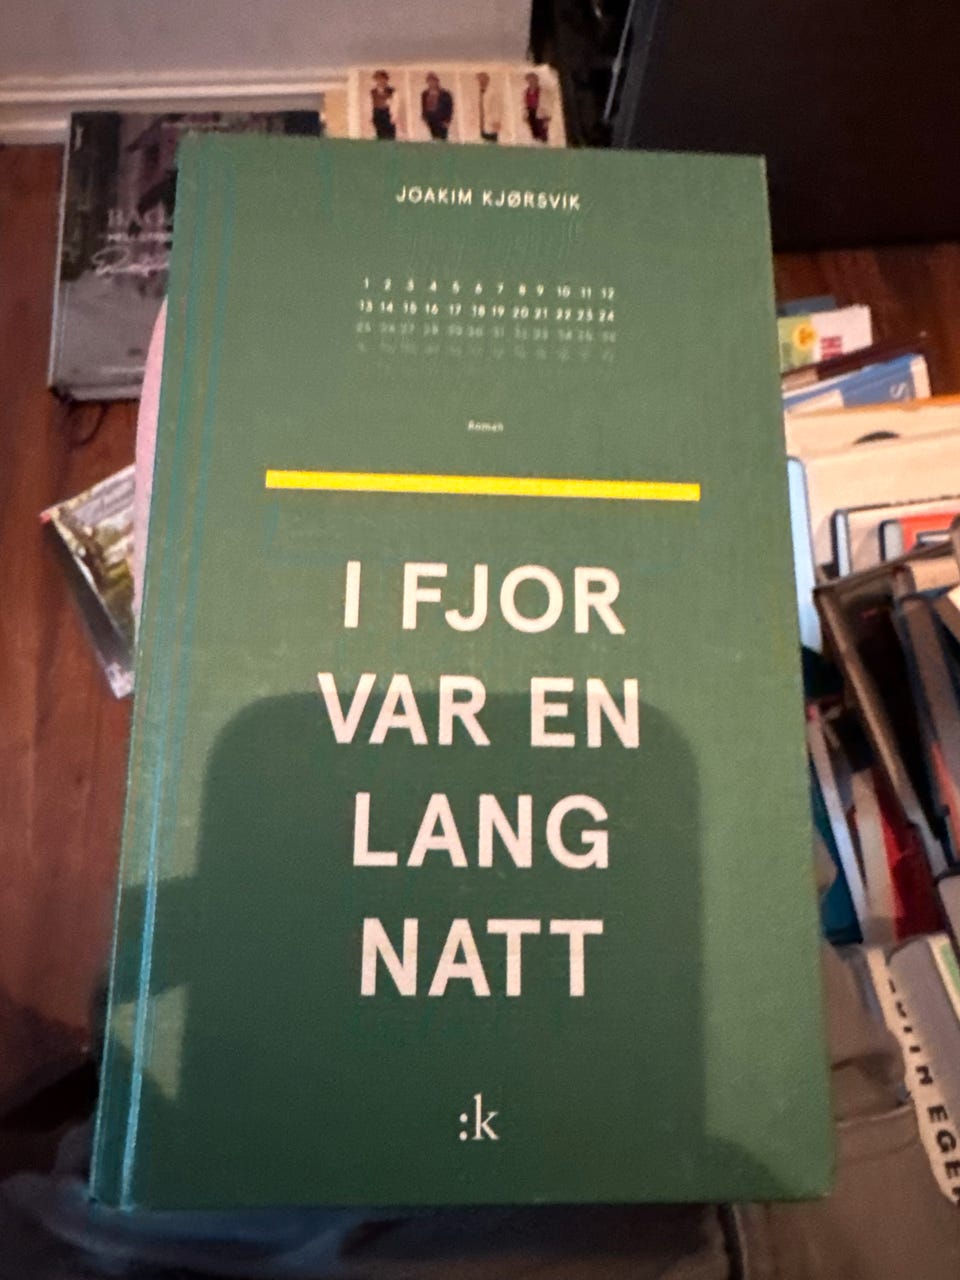 JOAKIM KJØRSVIK
1 2 3 4 5 6 7 8 9 10 11 12
13 14 15 16 17 18 19 20 21 22 23 24
Roman
I FJOR
VAR EN
LANG
NATT
:k